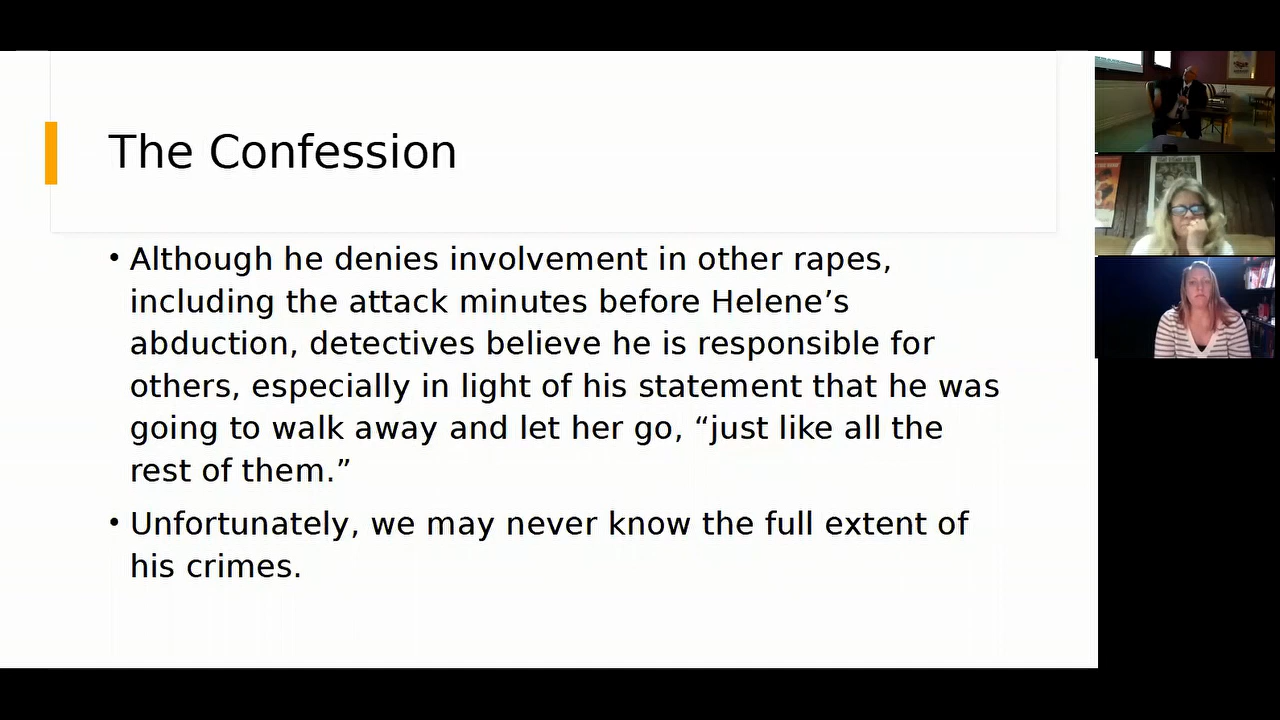 The Confession
• Although he denies involvement in other rapes,
including the attack minutes before Helene’s
abduction, detectives believe he is responsible for
others, especially in light of his statement that he was
going to walk away and let her go, “just like all the
rest of them.”
• Unfortunately, we may never know the full extent of
his crimes.